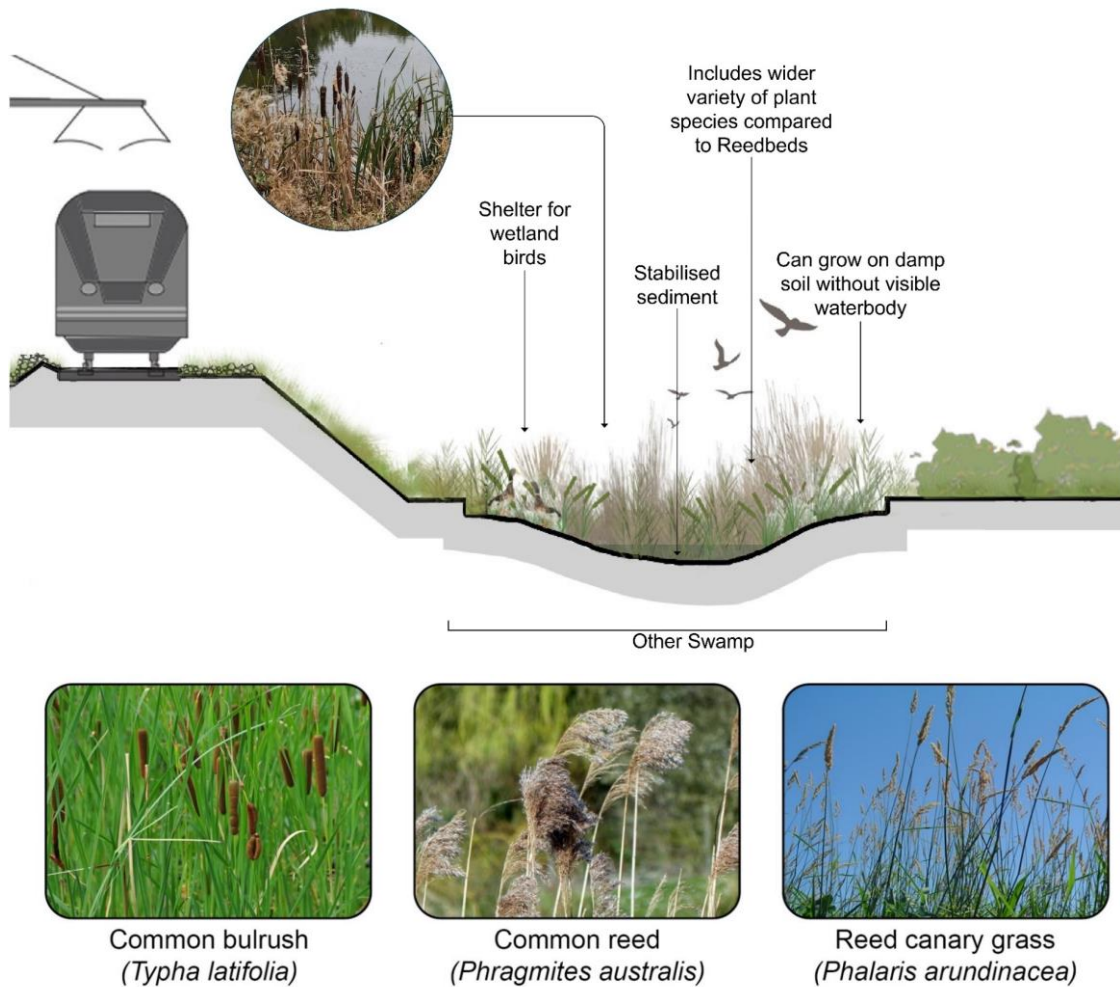 Includes wider
variety of plant
species compared
to Reedbeds
Shelter for
wetland
birds
Stabilised
sediment
Can grow on damp
soil without visible
waterbody
Other Swamp
Common bulrush
(Typha latifolia)
Common reed
(Phragmites australis)
Reed canary grass
(Phalaris arundinacea)